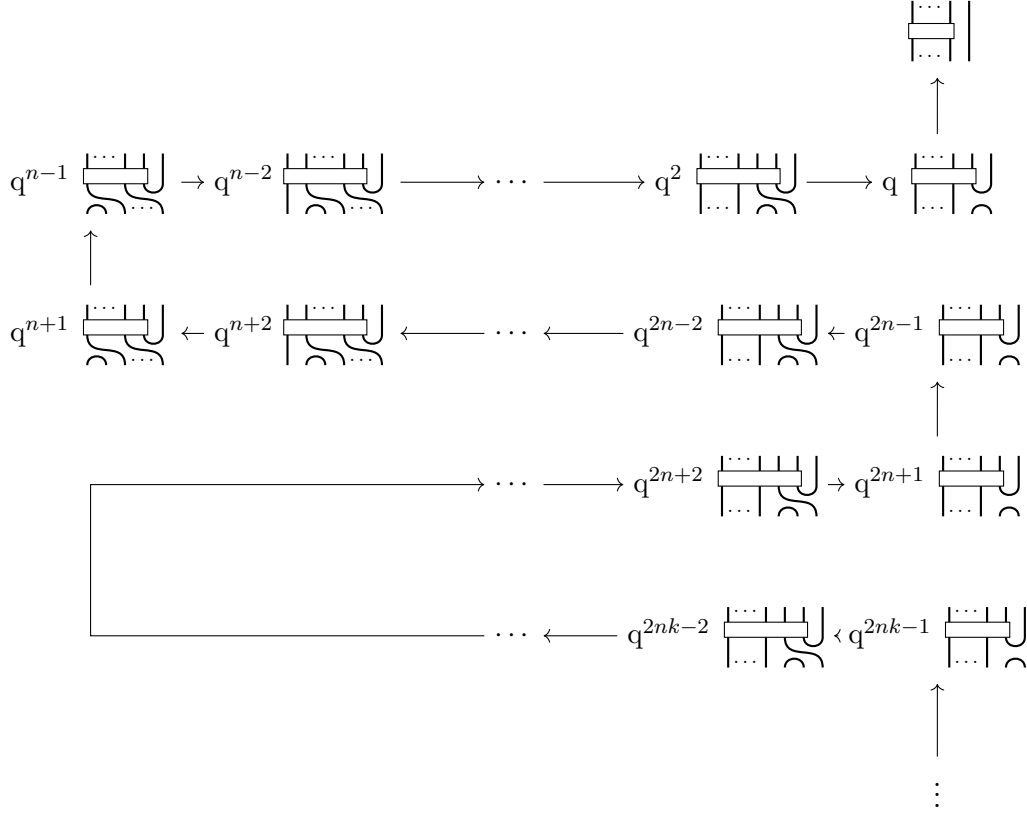 q^{n-1} → q^{n-2} → ⋯ → q^2 → q
q^{n+1} ← q^{n+2} ← ⋯ ← q^{2n-2} ← q^{2n-1}
⋯ → q^{2n+2} → q^{2n+1}
⋯ ← q^{2nk-2} ← q^{2nk-1}
⋮